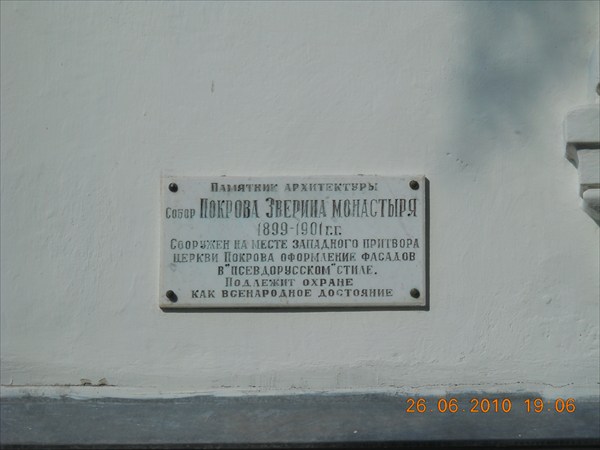 Памятник архитектуры
Собор Покрова Зверина монастыря
1899-1901 г.г.
Сооружен на месте западного притвора
церкви Покрова оформление фасадов
в "псевдорусском" стиле.
Подлежит охране
как всенародное достояние
26.06.2010 19:06